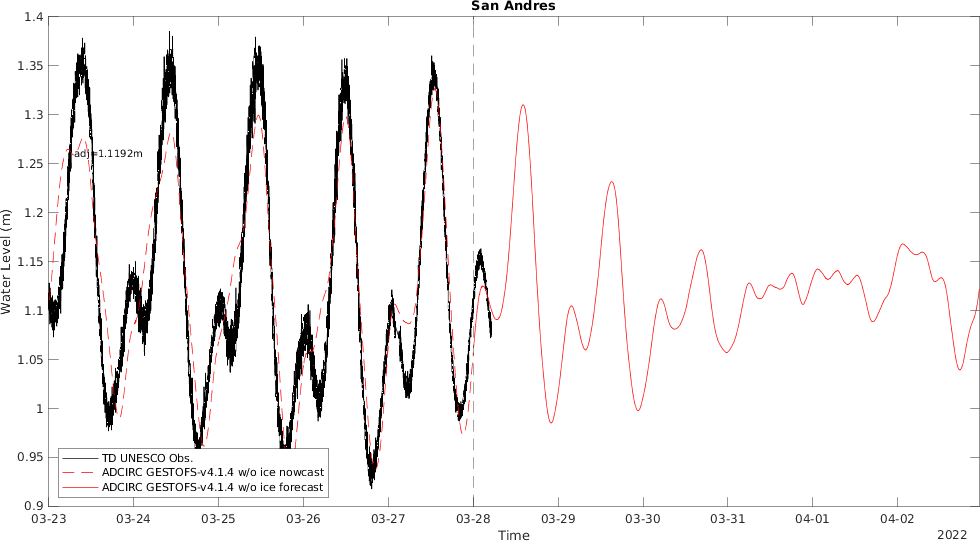 San Andres
1.4
1.35
1.3
1.25
1.2
1.15
1.1
1.05
1
0.95
0.9
Water Level (m)
adj=1.1192m
TD UNESCO Obs.
ADCIRC GESTOFS-v4.1.4 w/o ice nowcast
ADCIRC GESTOFS-v4.1.4 w/o ice forecast
03-23 03-24 03-25 03-26 03-27 03-28 03-29 03-30 03-31 04-01 04-02
Time
2022